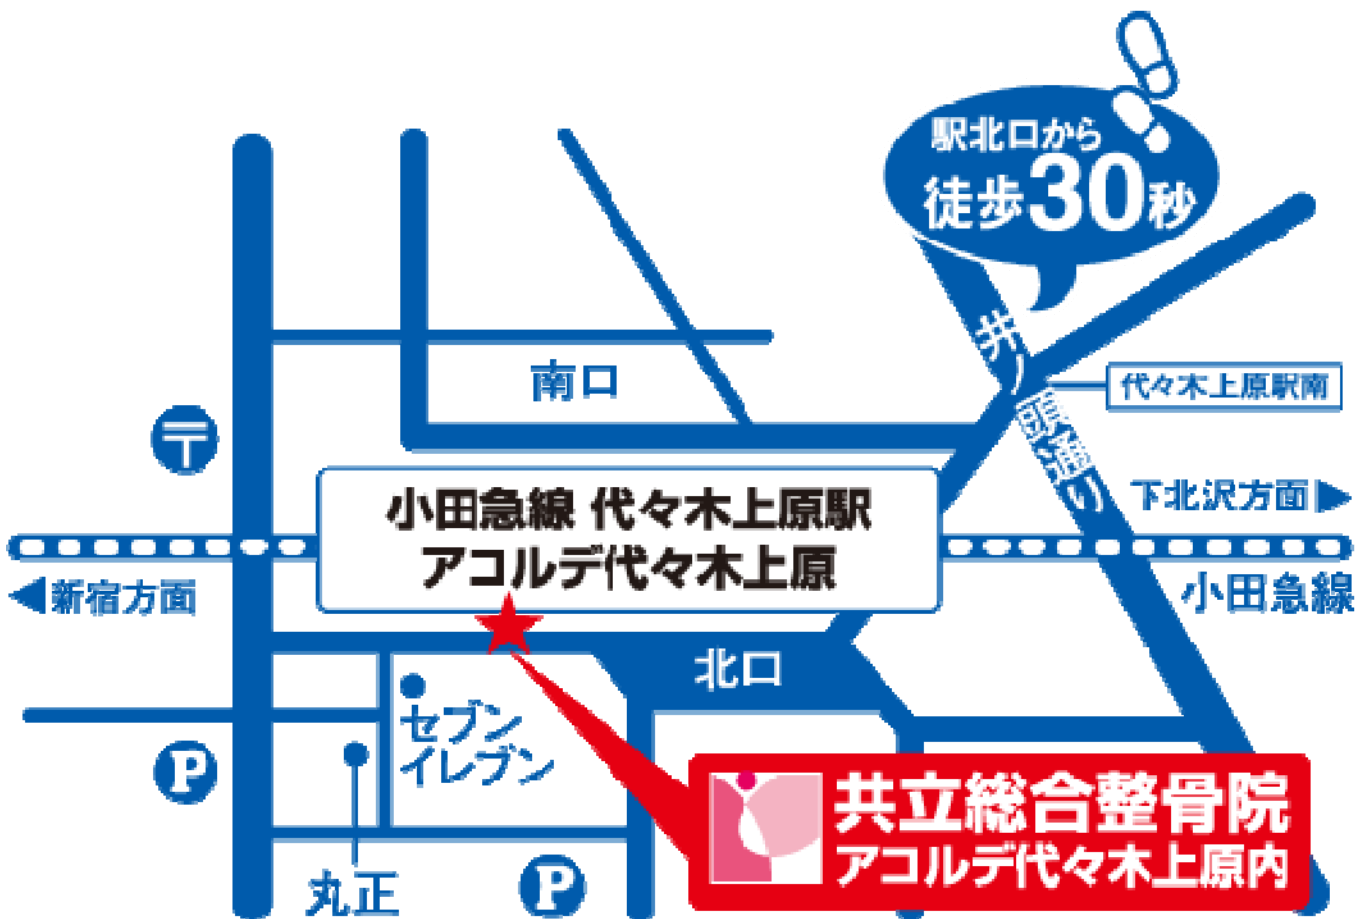 駅北口から
徒歩30秒
井ノ頭通り
南口
代々木上原駅南
〒
小田急線 代々木上原駅
アコルデ代々木上原
下北沢方面
新宿方面
小田急線
北口
セブン
イレブン
P
共立総合整骨院
アコルデ代々木上原内
丸正
P